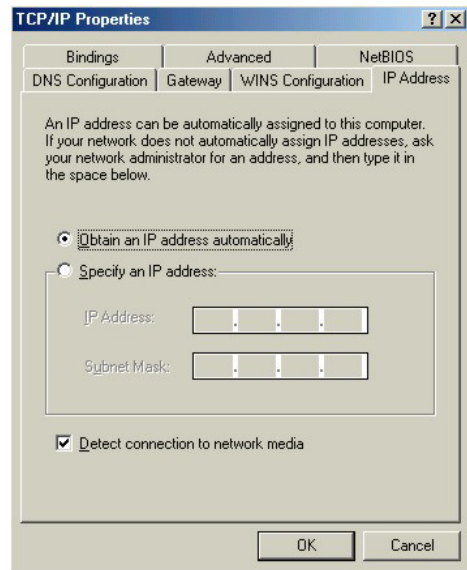 TCP/IP Properties
Bindings Advanced NetBIOS
DNS Configuration Gateway WINS Configuration IP Address
An IP address can be automatically assigned to this computer.
If your network does not automatically assign IP addresses, ask
your network administrator for an address, and then type it in
the space below.
Obtain an IP address automatically
Specify an IP address:
IP Address:
Subnet Mask:
Detect connection to network media
OK Cancel